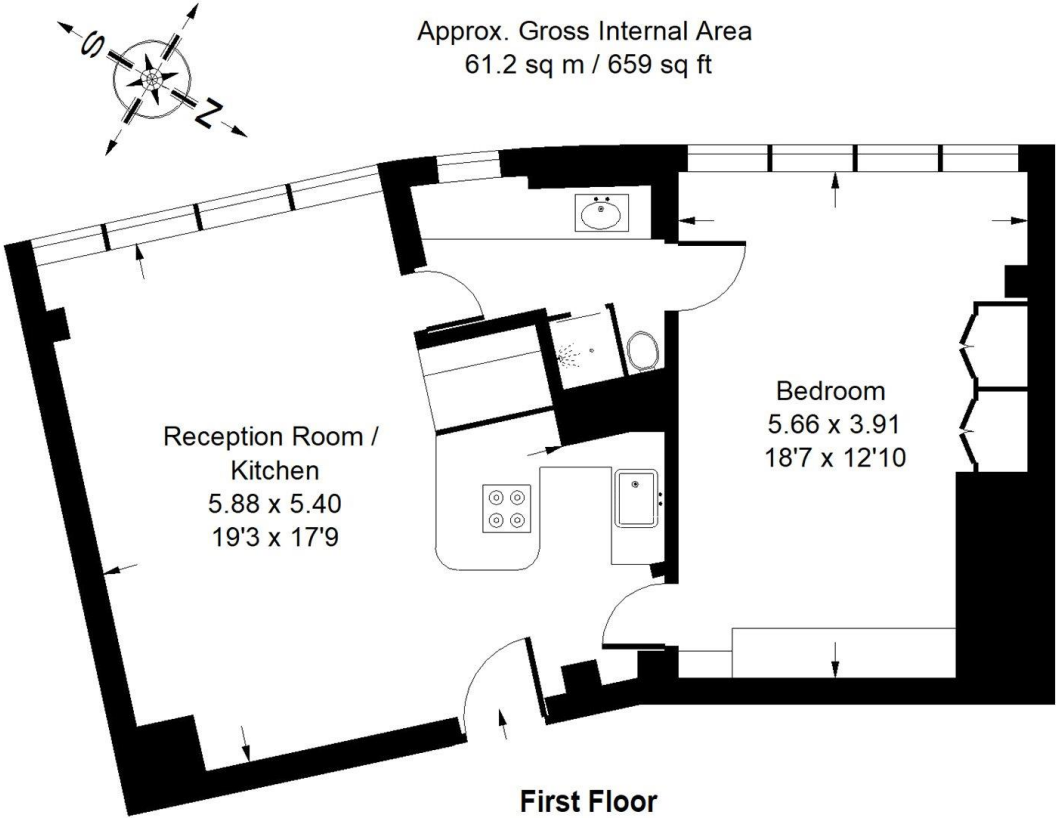 Approx. Gross Internal Area
61.2 sq m / 659 sq ft
S
N
Bedroom
5.66 x 3.91
18'7 x 12'10
Reception Room /
Kitchen
5.88 x 5.40
19'3 x 17'9
First Floor